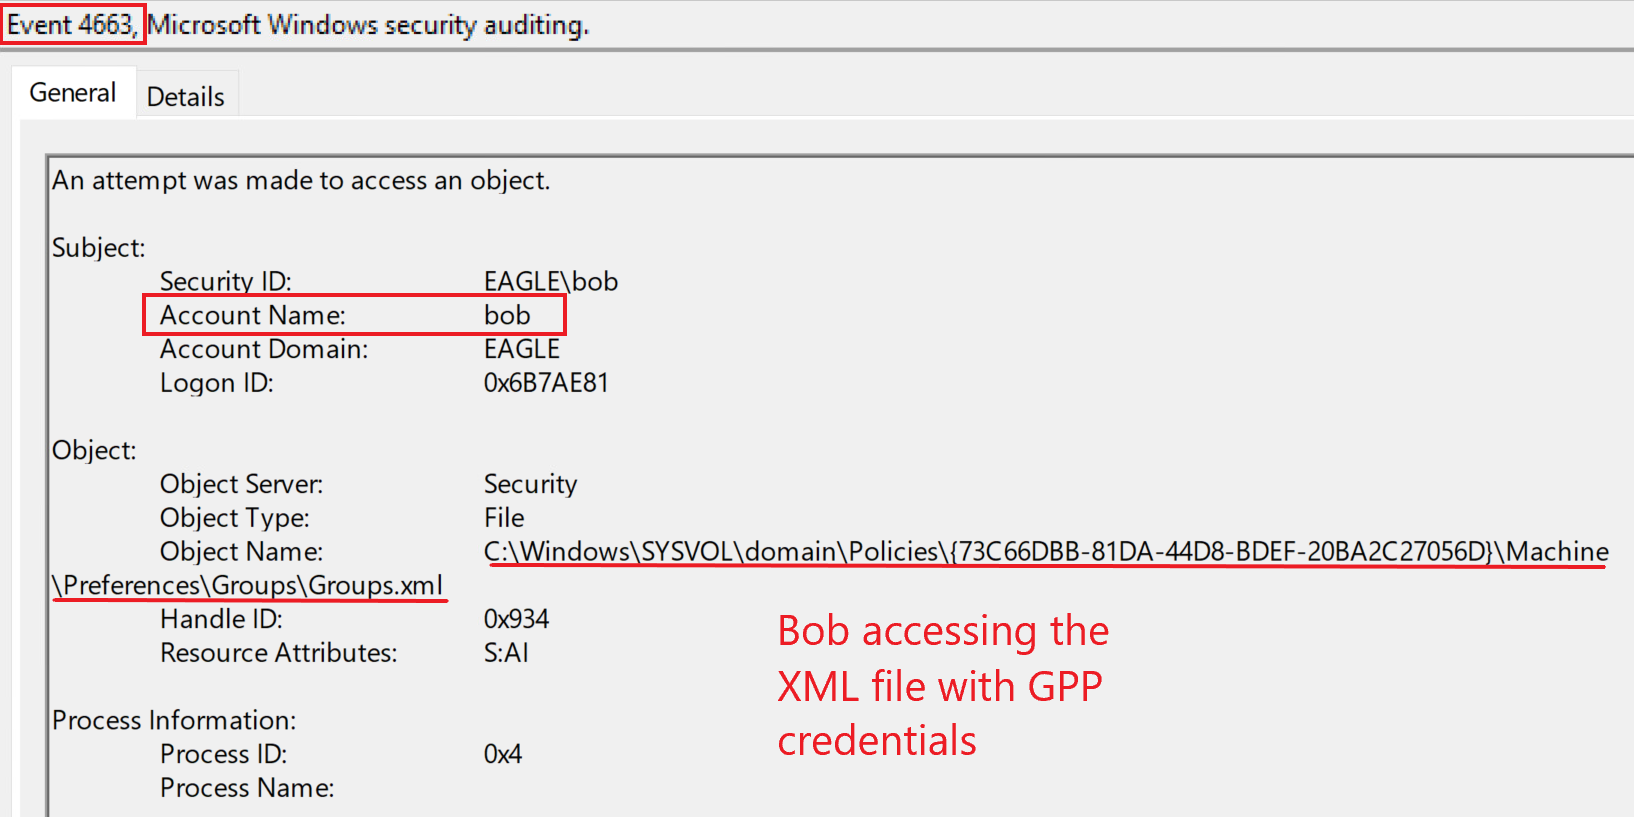 Event 4663, Microsoft Windows security auditing.
General Details
An attempt was made to access an object.
Subject:
Security ID: EAGLE\bob
Account Name: bob
Account Domain: EAGLE
Logon ID: 0x6B7AE81
Object:
Object Server: Security
Object Type: File
Object Name: C:\Windows\SYSVOL\domain\Policies\{73C66DBB-81DA-44D8-BDEF-20BA2C27056D}\Machine
\Preferences\Groups\Groups.xml
Handle ID: 0x934
Resource Attributes: S:AI
Process Information:
Process ID: 0x4
Process Name:
Bob accessing the
XML file with GPP
credentials